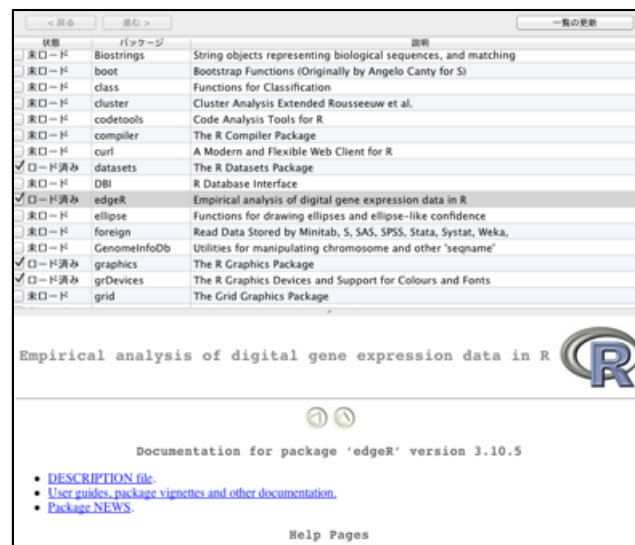 < 戻る 進む > 一覧の更新
状態 パッケージ 説明
未ロード Biostrings String objects representing biological sequences, and matching
未ロード boot Bootstrap Functions (Originally by Angelo Canty for S)
未ロード class Functions for Classification
未ロード cluster Cluster Analysis Extended Rousseeuw et al.
未ロード codetools Code Analysis Tools for R
未ロード compiler The R Compiler Package
未ロード curl A Modern and Flexible Web Client for R
ロード済み datasets The R Datasets Package
未ロード DBI R Database Interface
ロード済み edgeR Empirical analysis of digital gene expression data in R
未ロード ellipse Functions for drawing ellipses and ellipse-like confidence
未ロード foreign Read Data Stored by Minitab, S, SAS, SPSS, Stata, Systat, Weka,
未ロード GenomeInfoDb Utilities for manipulating chromosome and other 'seqname'
ロード済み graphics The R Graphics Package
ロード済み grDevices The R Graphics Devices and Support for Colours and Fonts
未ロード grid The Grid Graphics Package
Empirical analysis of digital gene expression data in R R
Documentation for package ‘edgeR’ version 3.10.5
• DESCRIPTION file.
• User guides, package vignettes and other documentation.
• Package NEWS.
Help Pages